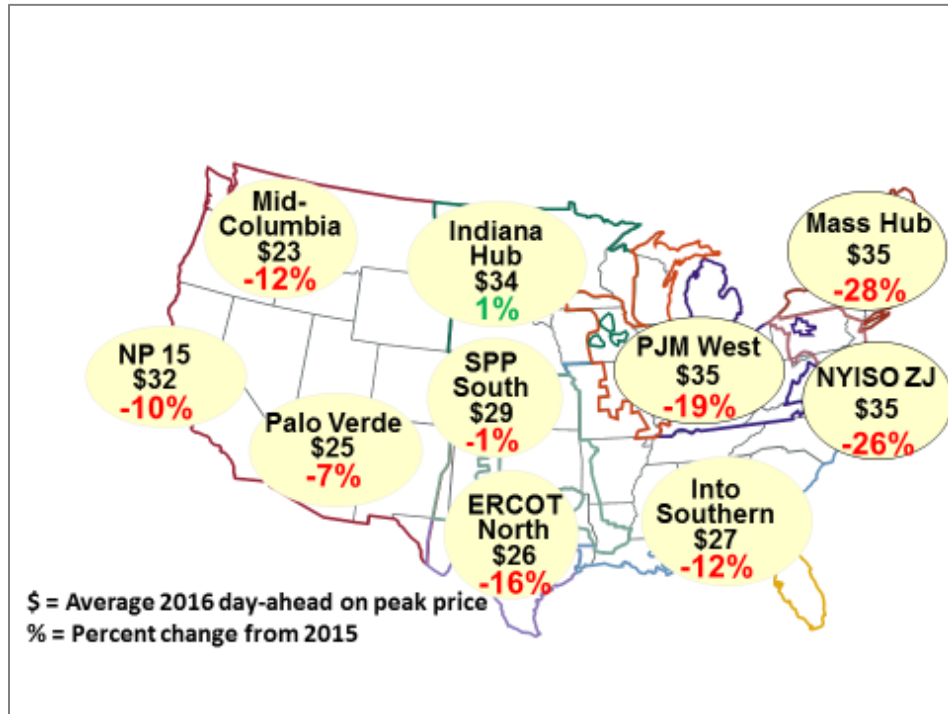 Mid-
Columbia
$23
-12%
Indiana
Hub
$34
1%
Mass Hub
$35
-28%
NP 15
$32
-10%
Palo Verde
$25
-7%
SPP
South
$29
-1%
PJM West
$35
-19%
NYISO ZJ
$35
-26%
ERCOT
North
$26
-16%
Into
Southern
$27
-12%
$ = Average 2016 day-ahead on peak price
% = Percent change from 2015